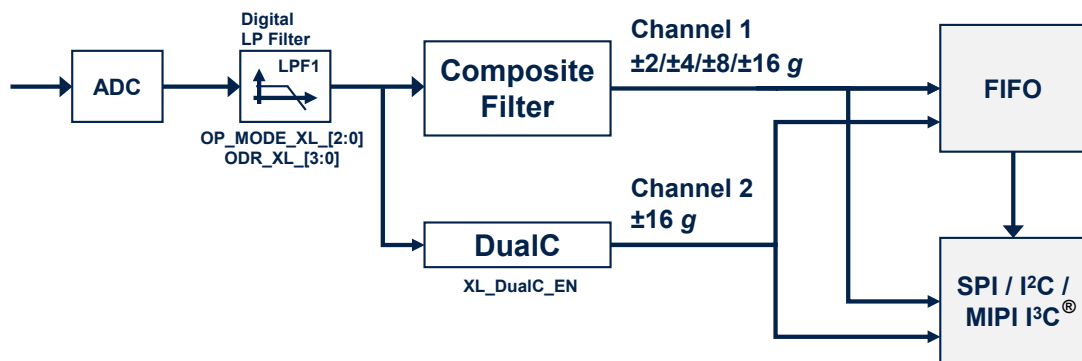 Digital
LP Filter
ADC
LPF1
OP_MODE_XL_[2:0]
ODR_XL_[3:0]
Composite
Filter
Channel 1
±2/±4/±8/±16 g
FIFO
Channel 2
±16 g
DualC
XL_DualC_EN
SPI / I²C /
MIPI I³C®